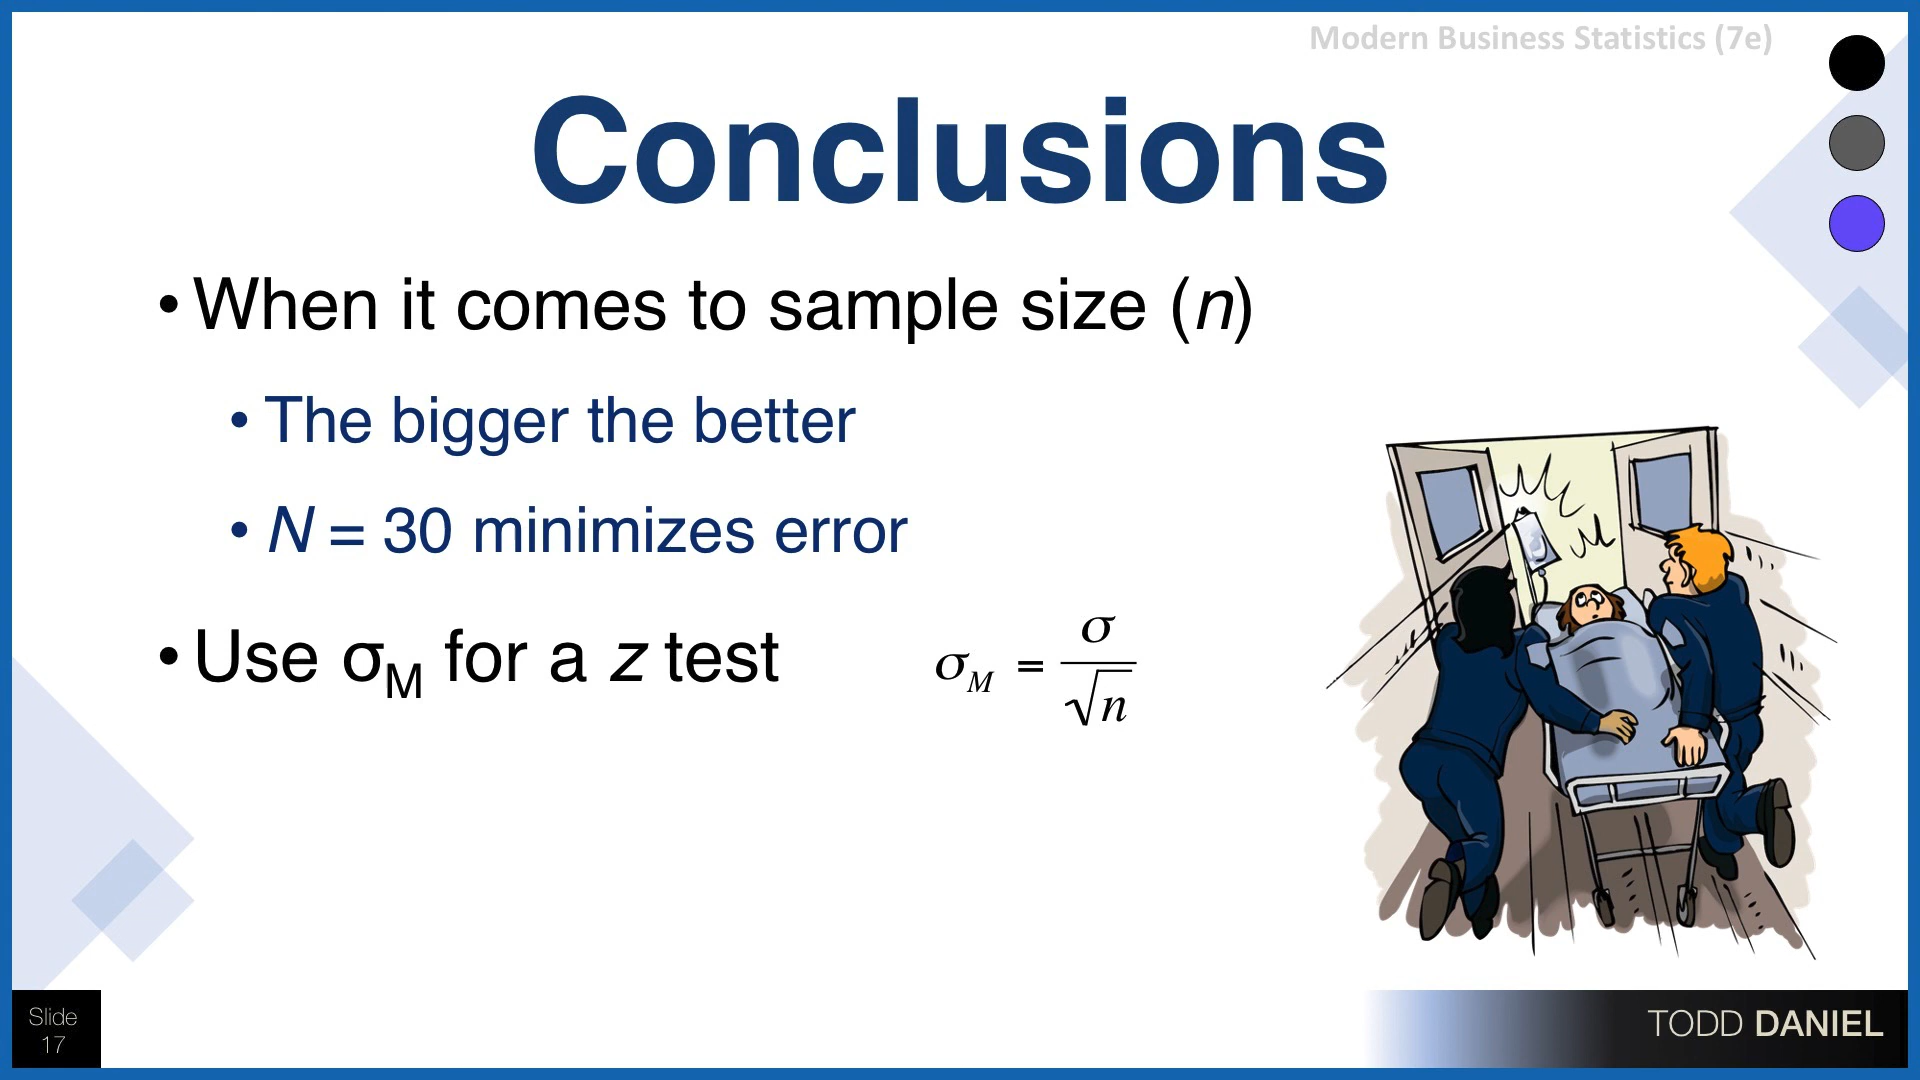 Modern Business Statistics (7e)
Conclusions
• When it comes to sample size (n)
• The bigger the better
• N = 30 minimizes error
• Use σM for a z test
σM = σ / √n
Slide
17
TODD DANIEL